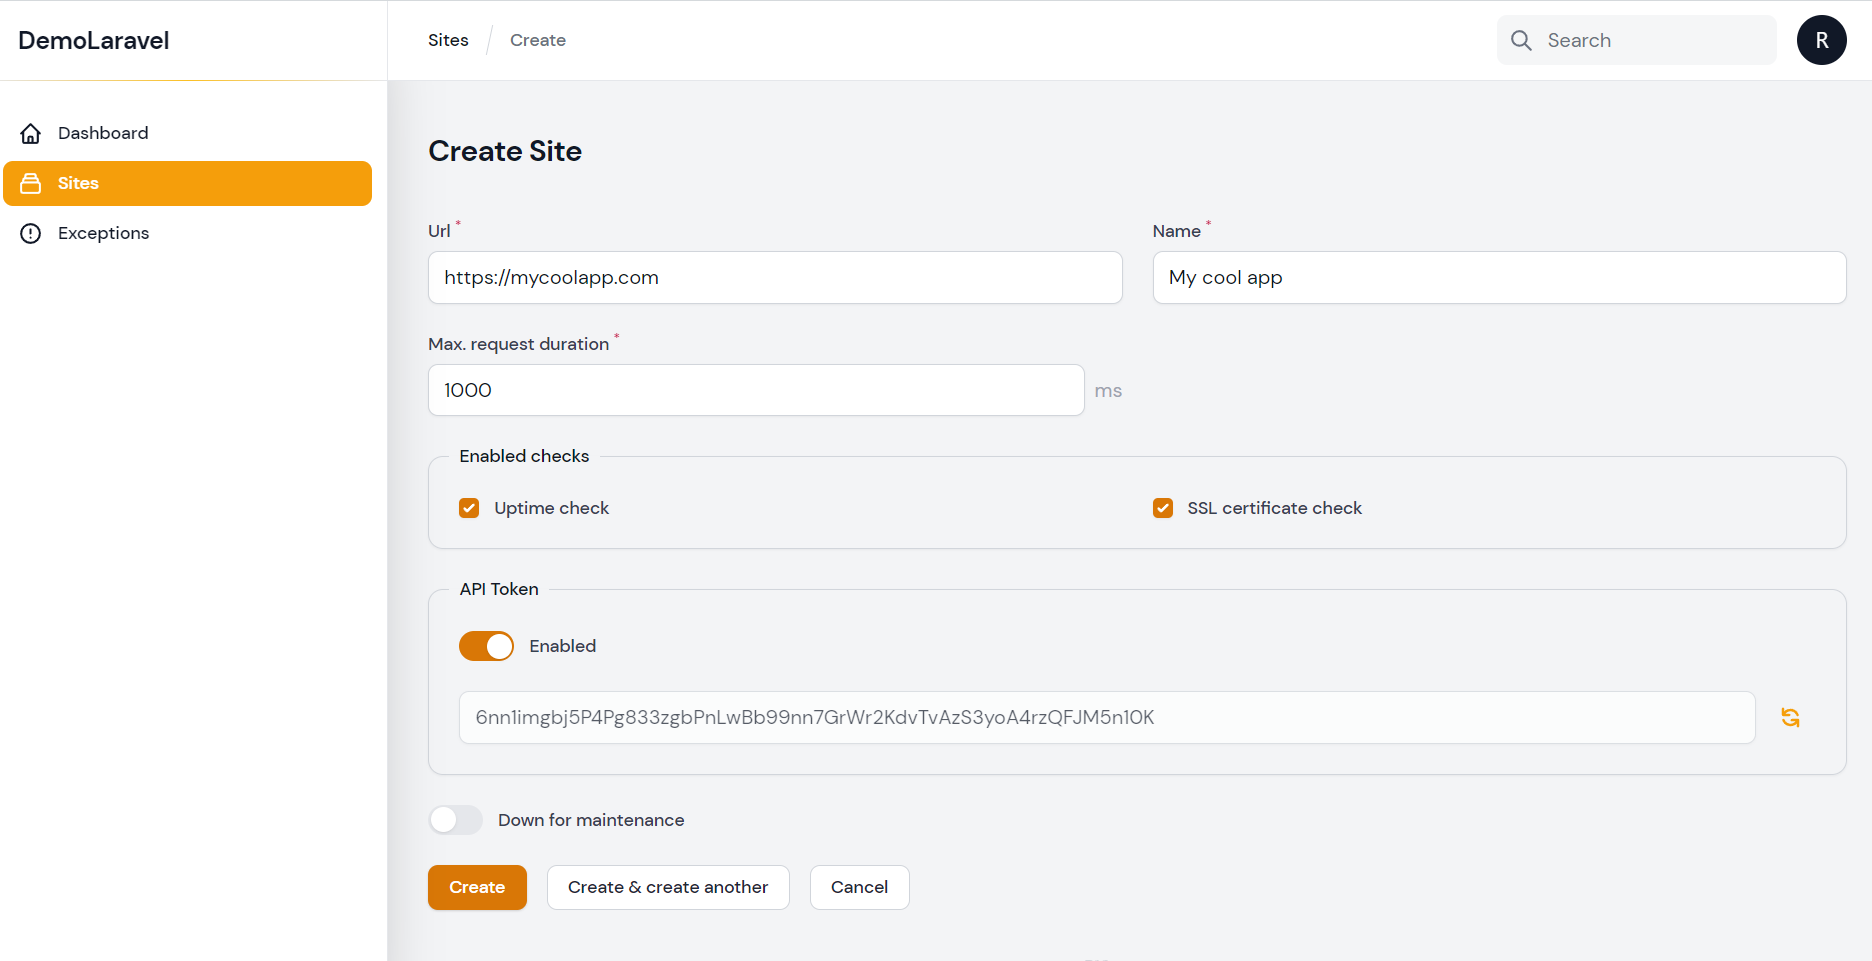 DemoLaravel
Sites / Create
Search
R
Dashboard
Sites
Exceptions
Create Site
Url *
Name *
https://mycoolapp.com
My cool app
Max. request duration *
1000 ms
Enabled checks
Uptime check
SSL certificate check
API Token
Enabled
6nn1imgbj5P4Pg833zgbPnLwBb99nn7GrWr2KdvTvAzS3yoA4rzQFJM5n10K
Down for maintenance
Create
Create & create another
Cancel